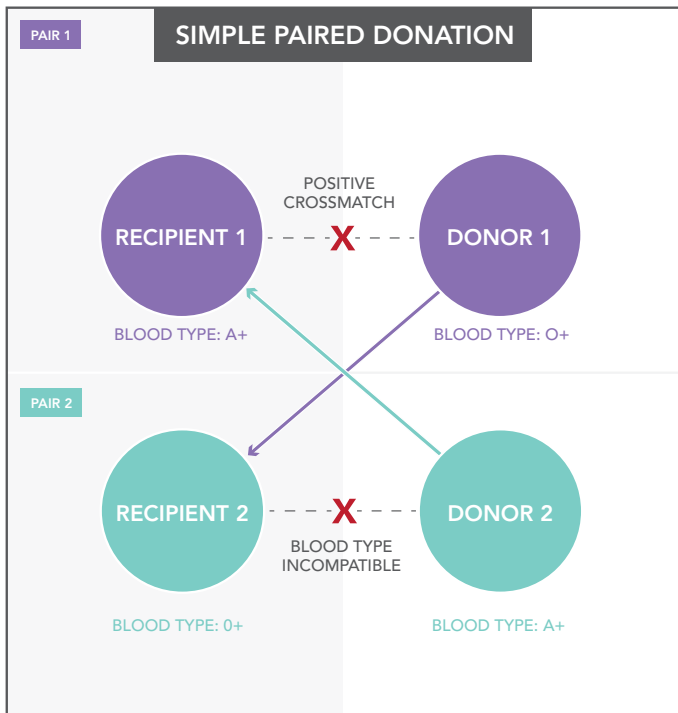 PAIR 1
SIMPLE PAIRED DONATION
POSITIVE
CROSSMATCH
RECIPIENT 1
X
DONOR 1
BLOOD TYPE: A+
BLOOD TYPE: O+
PAIR 2
RECIPIENT 2
X
DONOR 2
BLOOD TYPE
INCOMPATIBLE
BLOOD TYPE: 0+
BLOOD TYPE: A+